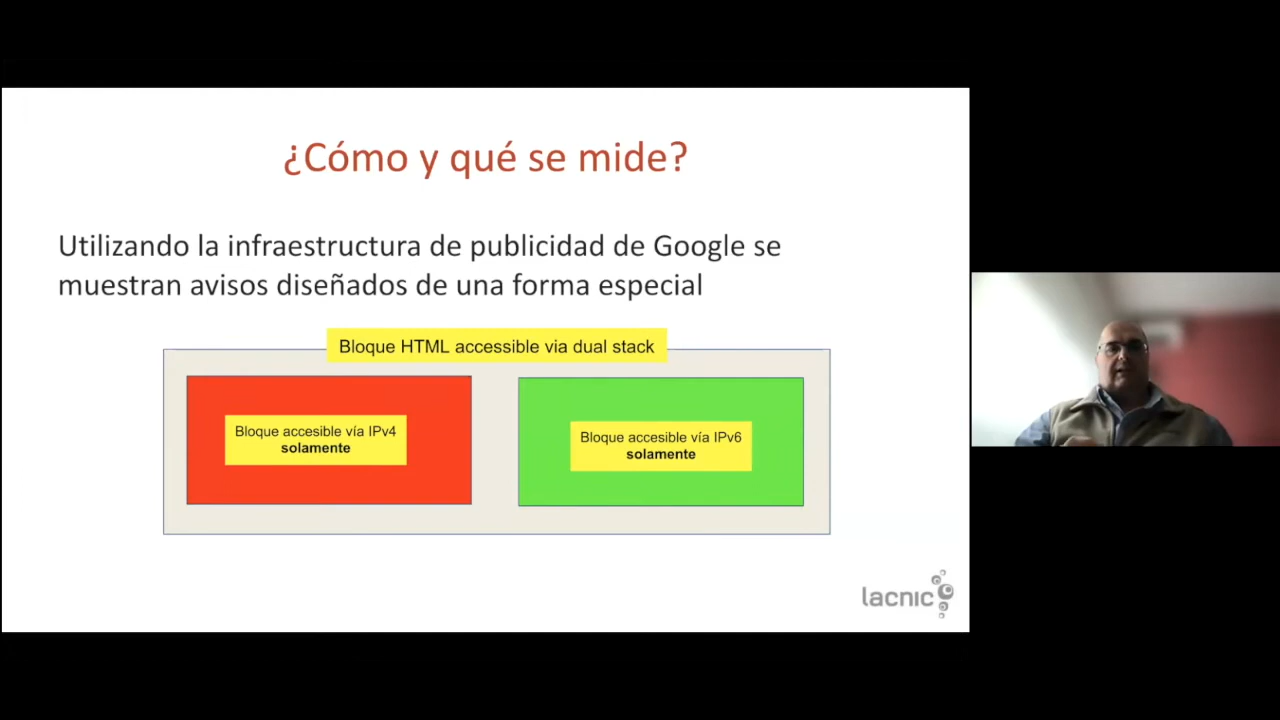 ¿Cómo y qué se mide?
Utilizando la infraestructura de publicidad de Google se
muestran avisos diseñados de una forma especial
Bloque HTML accessible via dual stack
Bloque accesible vía IPv4
solamente
Bloque accesible vía IPv6
solamente
lacnic